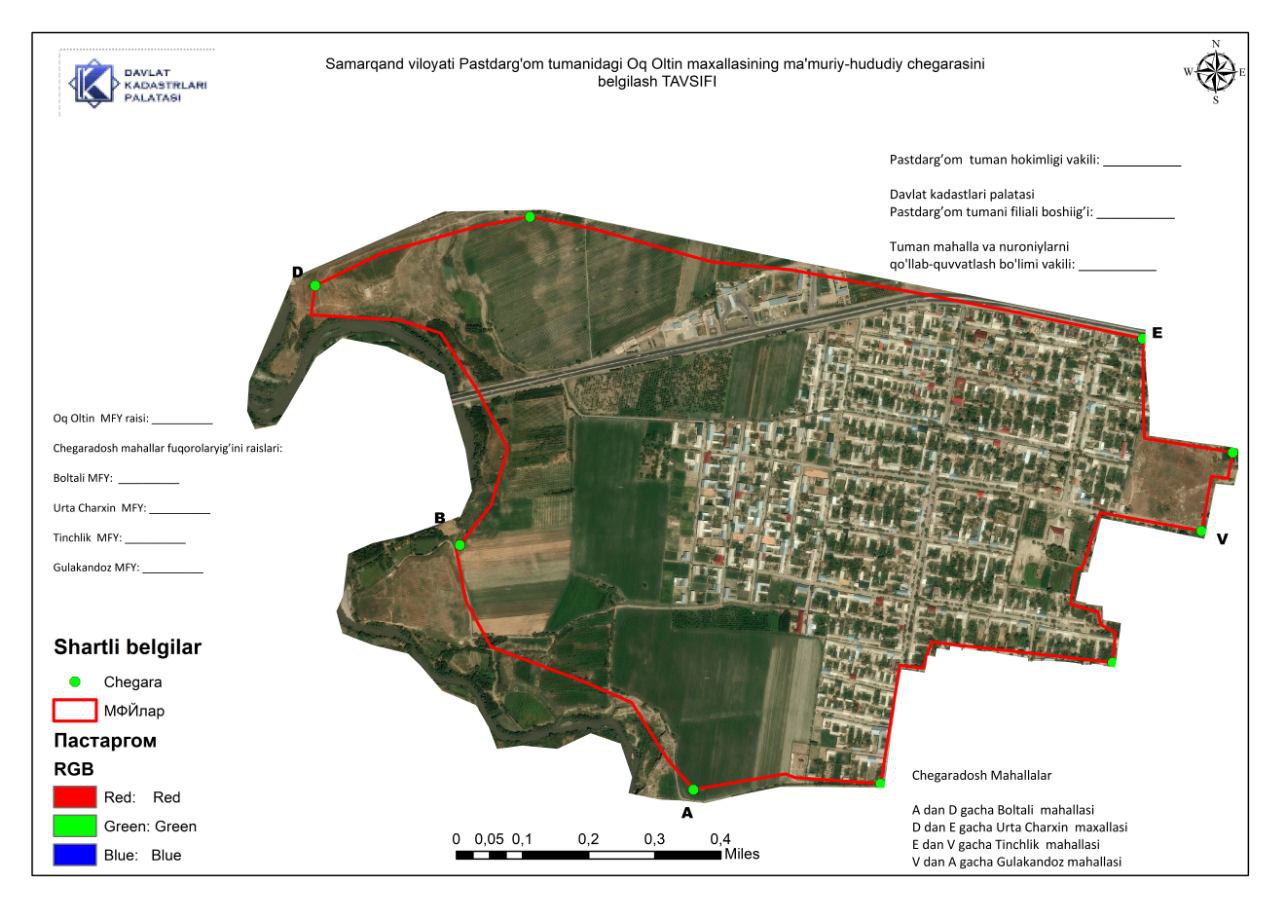 DAVLAT
KADASTRLARI
PALATASI
Samarqand viloyati Pastdarg'om tumanidagi Oq Oltin maxallasining ma'muriy-hududiy chegarasini
belgilash TAVSIFI
N
W E
S
Pastdarg’om tuman hokimligi vakili: ___________
Davlat kadastlari palatasi
Pastdarg’om tumani filiali boshiig’i: ___________
Tuman mahalla va nuroniylarni
qo'llab-quvvatlash bo'limi vakili: ___________
D
E
B
V
A
Oq Oltin MFY raisi: __________
Chegaradosh mahallar fuqorolaryig’ini raislari:
Boltali MFY: __________
Urta Charxin MFY: __________
Tinchlik MFY: __________
Gulakandoz MFY: __________
Shartli belgilar
Chegara
МФЙлар
Пастаргом
RGB
Red: Red
Green: Green
Blue: Blue
0 0,05 0,1 0,2 0,3 0,4
Miles
Chegaradosh Mahallalar
A dan D gacha Boltali mahallasi
D dan E gacha Urta Charxin maxallasi
E dan V gacha Tinchlik mahallasi
V dan A gacha Gulakandoz mahallasi